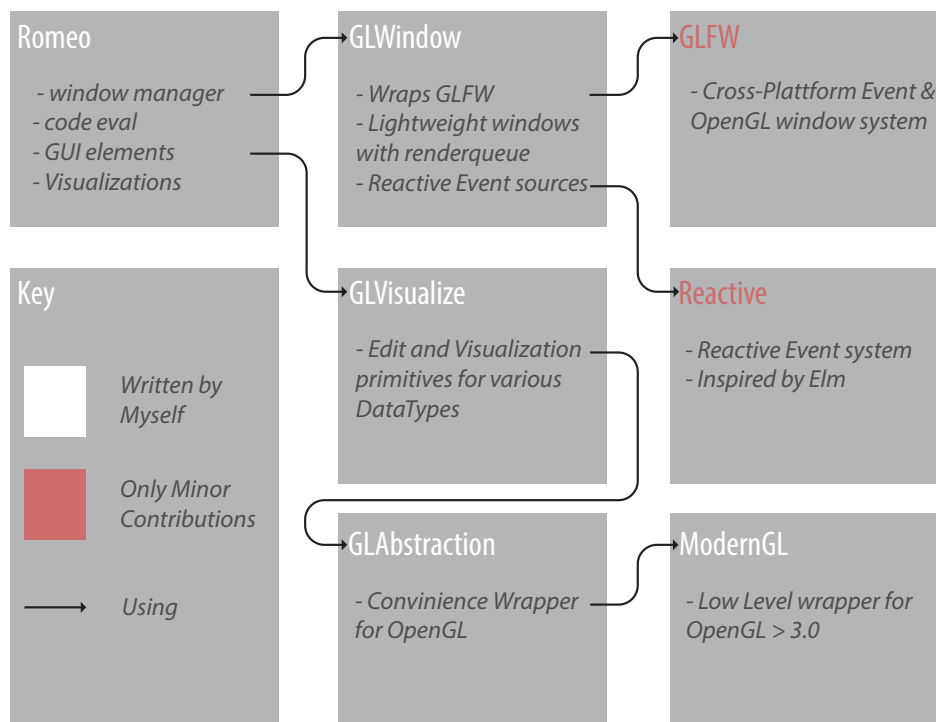 Romeo
- window manager
- code eval
- GUI elements
- Visualizations
GLWindow
- Wraps GLFW
- Lightweight windows
with renderqueue
- Reactive Event sources
GLFW
- Cross-Plattform Event &
OpenGL window system
Key
Written by
Myself
Only Minor
Contributions
Using
GLVisualize
- Edit and Visualization
primitives for various
DataTypes
Reactive
- Reactive Event system
- Inspired by Elm
GLAbstraction
- Convinience Wrapper
for OpenGL
ModernGL
- Low Level wrapper for
OpenGL > 3.0